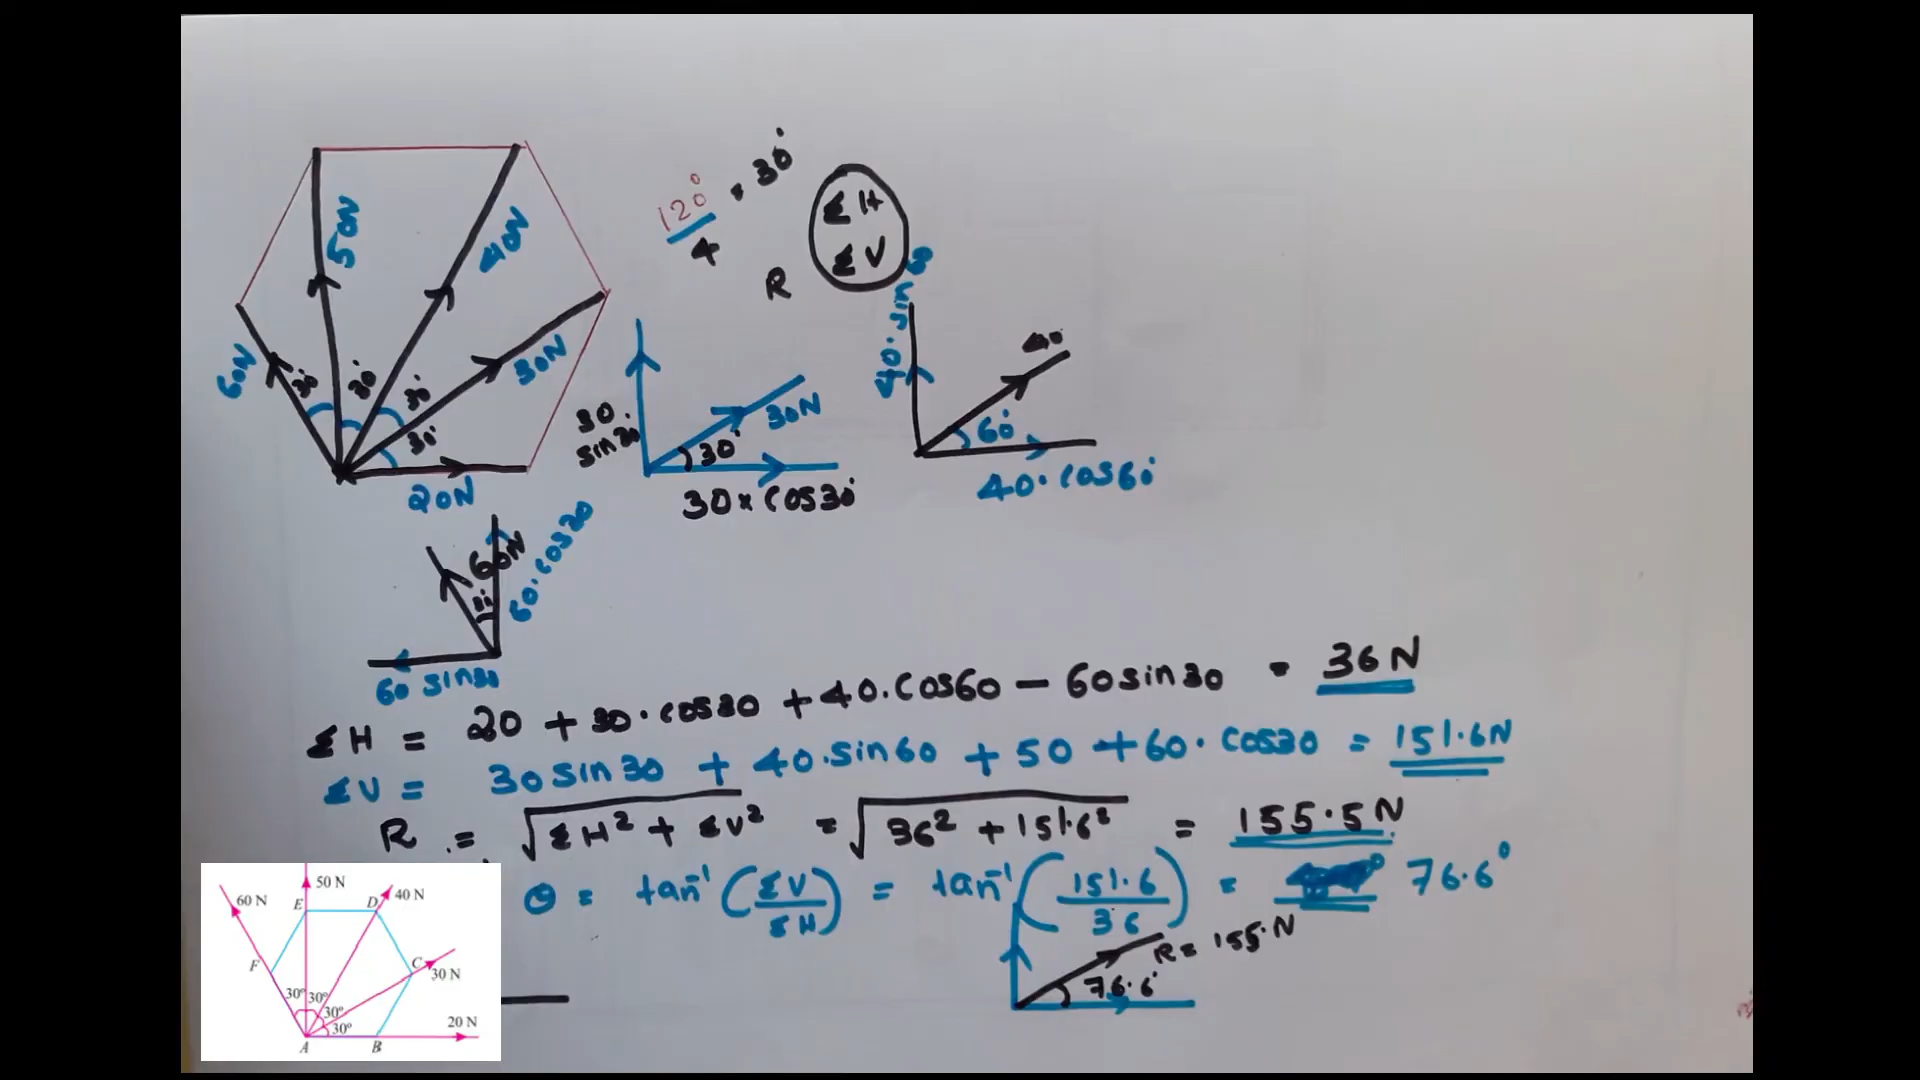 50N
40N
60N
30N
30°
30°
30°
30°
20N
120° / 4 = 30°
R
ΣH
ΣV
30 sin30
30N
30°
30 × cos30°
40
60°
40·cos60°
60N
60·cos30
60 sin30
ΣH = 20 + 30·cos30 + 40·cos60 - 60sin30 = 36N
ΣV = 30sin30 + 40·sin60 + 50 + 60·cos30 = 151.6N
R = √ΣH² + ΣV² = √36² + 151.6² = 155.5N
θ = tan⁻¹(ΣV/ΣH) = tan⁻¹(151.6/36) = 76.6°
R = 155·N
76.6°
50 N
40 N
60 N
E
D
F
C
30 N
30°
30°
30°
30°
20 N
A
B